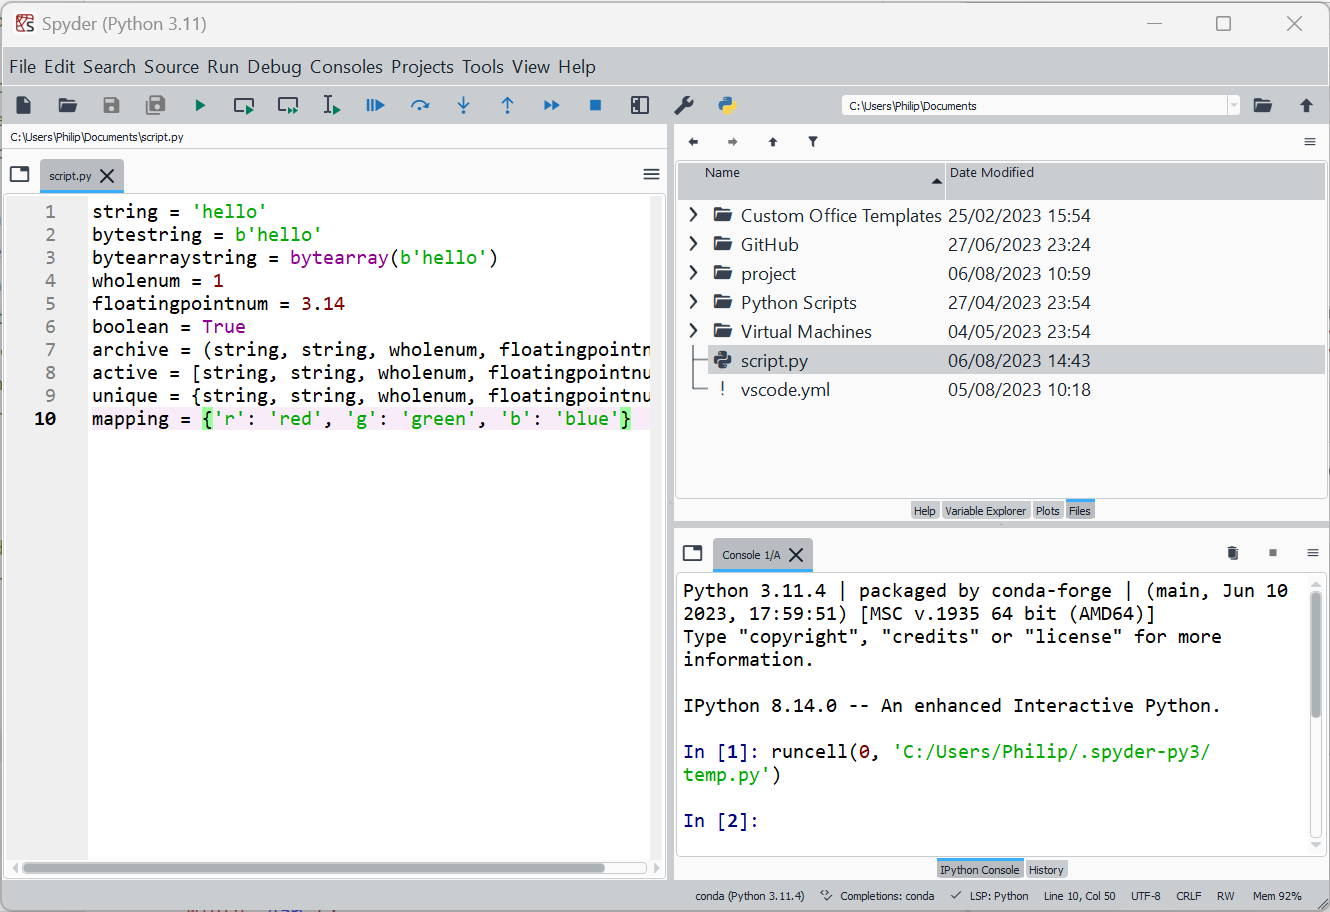 Spyder (Python 3.11)
File Edit Search Source Run Debug Consoles Projects Tools View Help
C:\Users\Philip\Documents
C:\Users\Philip\Documents\script.py
script.py
1 string = 'hello'
2 bytestring = b'hello'
3 bytearraystring = bytearray(b'hello')
4 wholenum = 1
5 floatingpointnum = 3.14
6 boolean = True
7 archive = (string, string, wholenum, floatingpointn
8 active = [string, string, wholenum, floatingpointnu
9 unique = {string, string, wholenum, floatingpointnu
10 mapping = {'r': 'red', 'g': 'green', 'b': 'blue'}
Name Date Modified
Custom Office Templates 25/02/2023 15:54
GitHub 27/06/2023 23:24
project 06/08/2023 10:59
Python Scripts 27/04/2023 23:54
Virtual Machines 04/05/2023 23:54
script.py 06/08/2023 14:43
! vscode.yml 05/08/2023 10:18
Help Variable Explorer Plots Files
Console 1/A
Python 3.11.4 | packaged by conda-forge | (main, Jun 10
2023, 17:59:51) [MSC v.1935 64 bit (AMD64)]
Type "copyright", "credits" or "license" for more
information.
IPython 8.14.0 -- An enhanced Interactive Python.
In [1]: runcell(0, 'C:/Users/Philip/.spyder-py3/
temp.py')
In [2]:
IPython Console History
conda (Python 3.11.4) Completions: conda LSP: Python Line 10, Col 50 UTF-8 CRLF RW Mem 92%